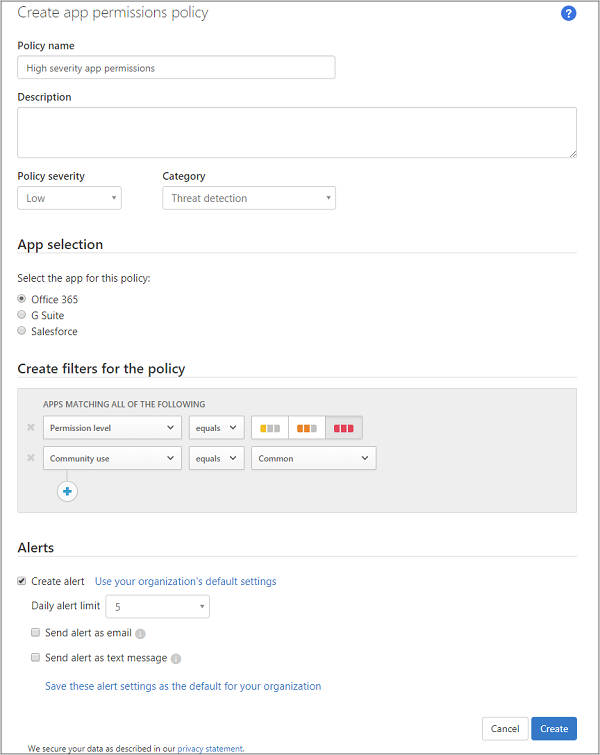 Create app permissions policy
?
Policy name
High severity app permissions
Description
Policy severity
Category
Low
Threat detection
App selection
Select the app for this policy:
Office 365
G Suite
Salesforce
Create filters for the policy
APPS MATCHING ALL OF THE FOLLOWING
Permission level equals
Community use equals Common
Alerts
Create alert Use your organization's default settings
Daily alert limit 5
Send alert as email i
Send alert as text message i
Save these alert settings as the default for your organization
Cancel Create
We secure your data as described in our privacy statement.